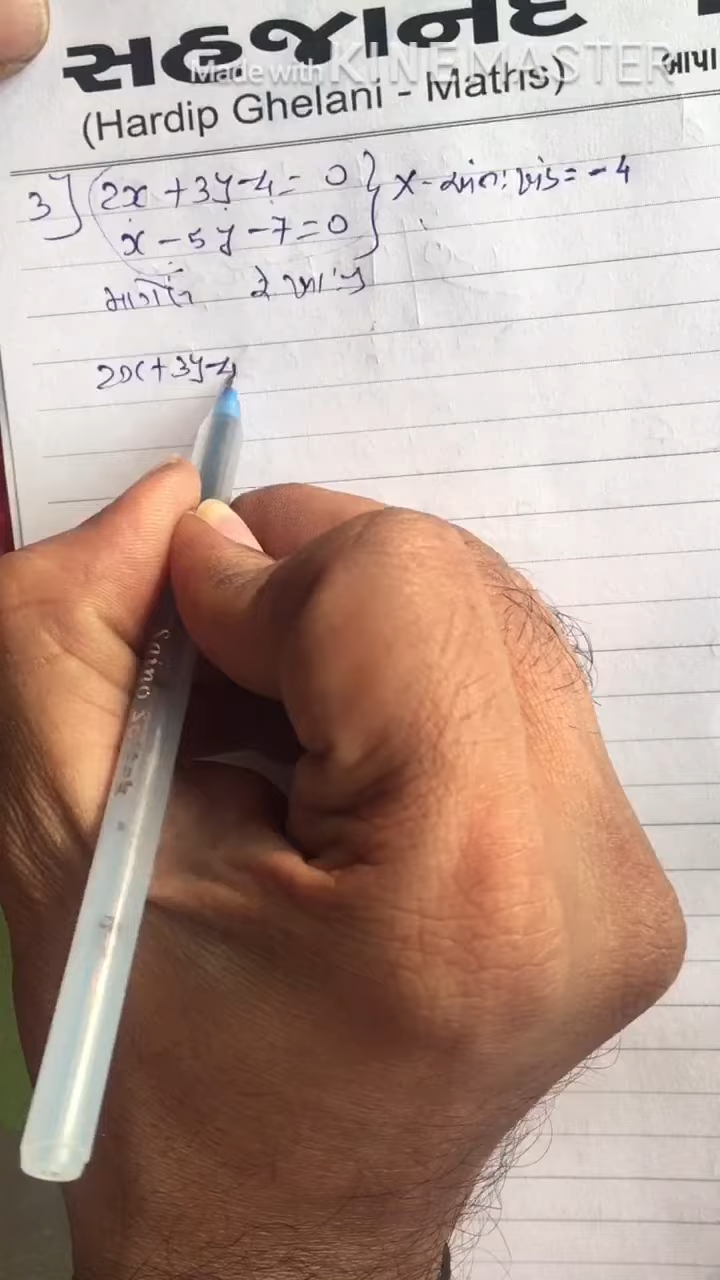 સહજાનંદ
Made with KINEMASTER
(Hardip Ghelani - Maths)
3] 2x + 3y - 4 = 0 } x - અંતઃખંડ = - 4
x - 5y - 7 = 0
2x + 3y - 4